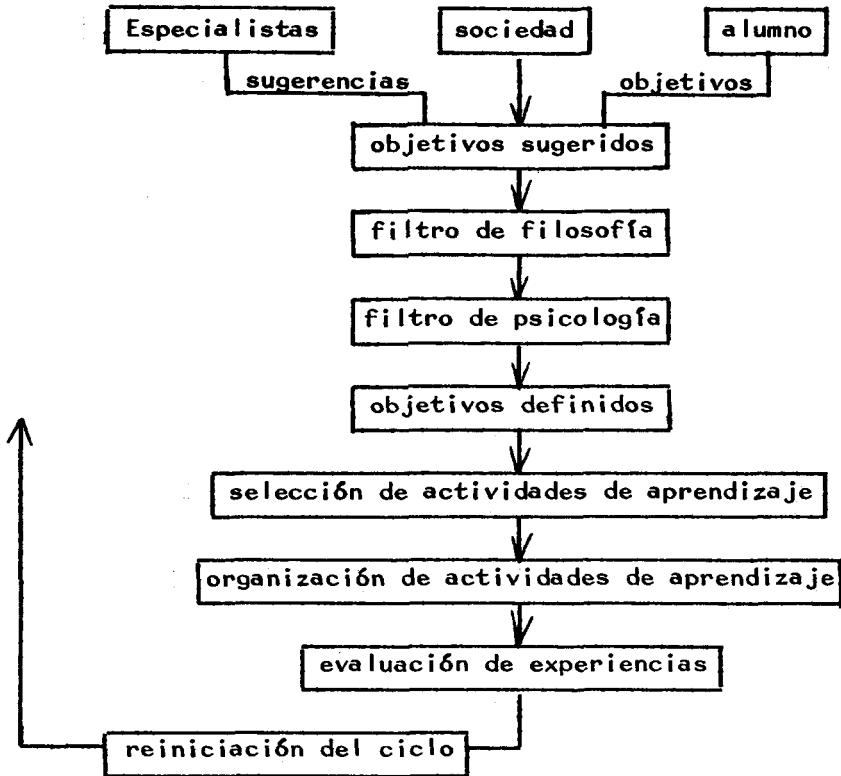 Especialistas
sociedad
alumno
sugerencias
objetivos
objetivos sugeridos
filtro de filosofía
filtro de psicología
objetivos definidos
selección de actividades de aprendizaje
organización de actividades de aprendizaje
evaluación de experiencias
reiniciación del ciclo